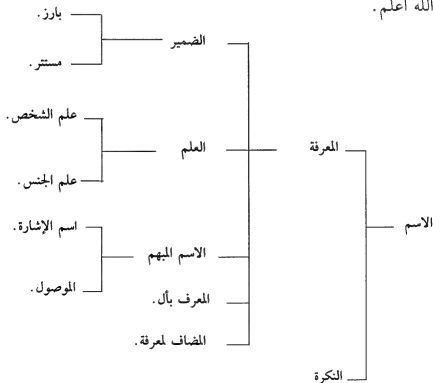 الله أعلم.
الاسم
المعرفة
النكرة
الضمير
بارز.
مستتر.
العلم
علم الشخص.
علم الجنس.
الاسم المبهم
اسم الإشارة.
الموصول.
المعرف بأل.
المضاف لمعرفة.